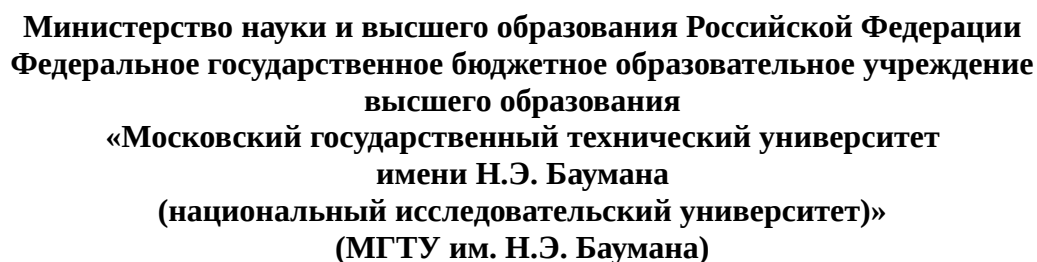 Министерство науки и высшего образования Российской Федерации
Федеральное государственное бюджетное образовательное учреждение
высшего образования
«Московский государственный технический университет
имени Н.Э. Баумана
(национальный исследовательский университет)»
(МГТУ им. Н.Э. Баумана)